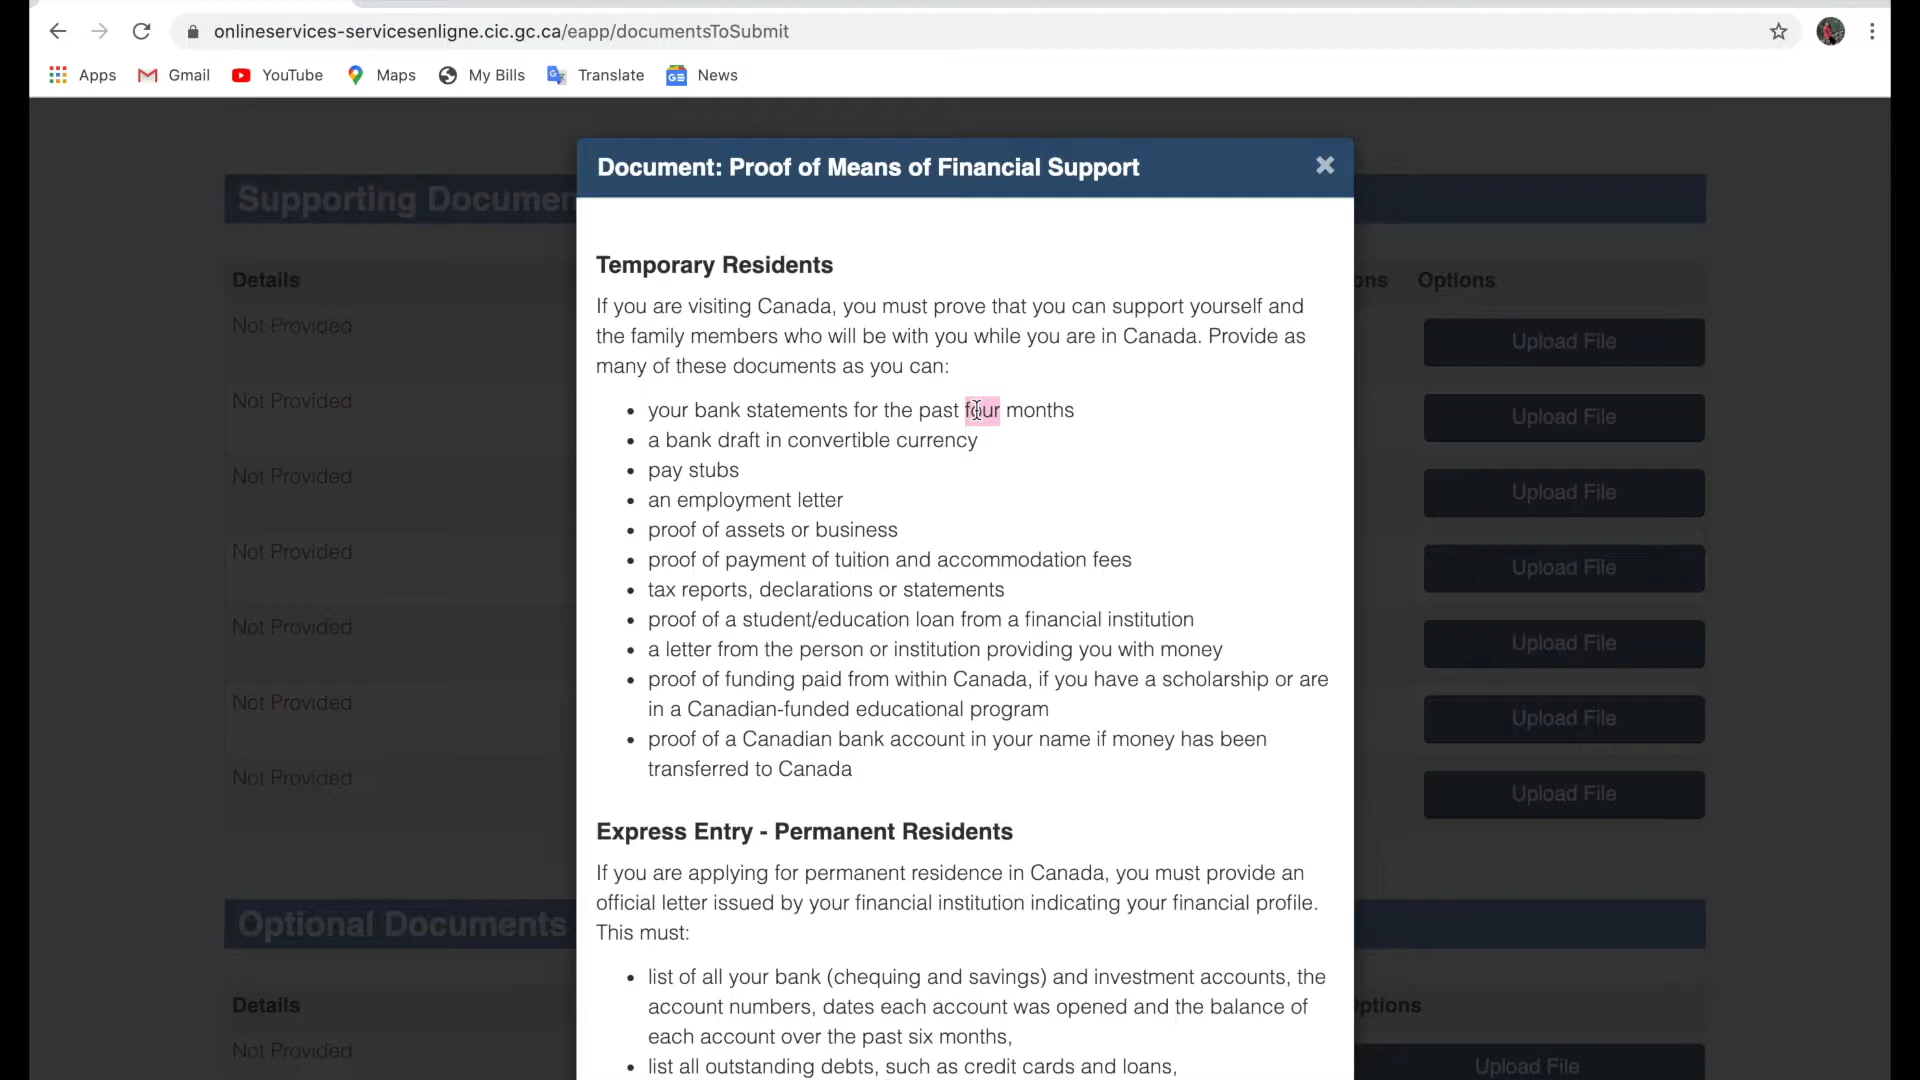 onlineservices-servicesenligne.cic.gc.ca/eapp/documentsToSubmit
Apps Gmail YouTube Maps My Bills Translate News
Document: Proof of Means of Financial Support
Supporting Documen
Details
ons Options
Not Provided Upload File
Not Provided Upload File
Not Provided Upload File
Not Provided Upload File
Not Provided Upload File
Not Provided Upload File
Not Provided Upload File
Temporary Residents
If you are visiting Canada, you must prove that you can support yourself and
the family members who will be with you while you are in Canada. Provide as
many of these documents as you can:
• your bank statements for the past four months
• a bank draft in convertible currency
• pay stubs
• an employment letter
• proof of assets or business
• proof of payment of tuition and accommodation fees
• tax reports, declarations or statements
• proof of a student/education loan from a financial institution
• a letter from the person or institution providing you with money
• proof of funding paid from within Canada, if you have a scholarship or are
in a Canadian-funded educational program
• proof of a Canadian bank account in your name if money has been
transferred to Canada
Express Entry - Permanent Residents
If you are applying for permanent residence in Canada, you must provide an
official letter issued by your financial institution indicating your financial profile.
This must:
• list of all your bank (chequing and savings) and investment accounts, the
account numbers, dates each account was opened and the balance of
each account over the past six months,
• list all outstanding debts, such as credit cards and loans,
Optional Documents
Details
ptions
Not Provided Upload File